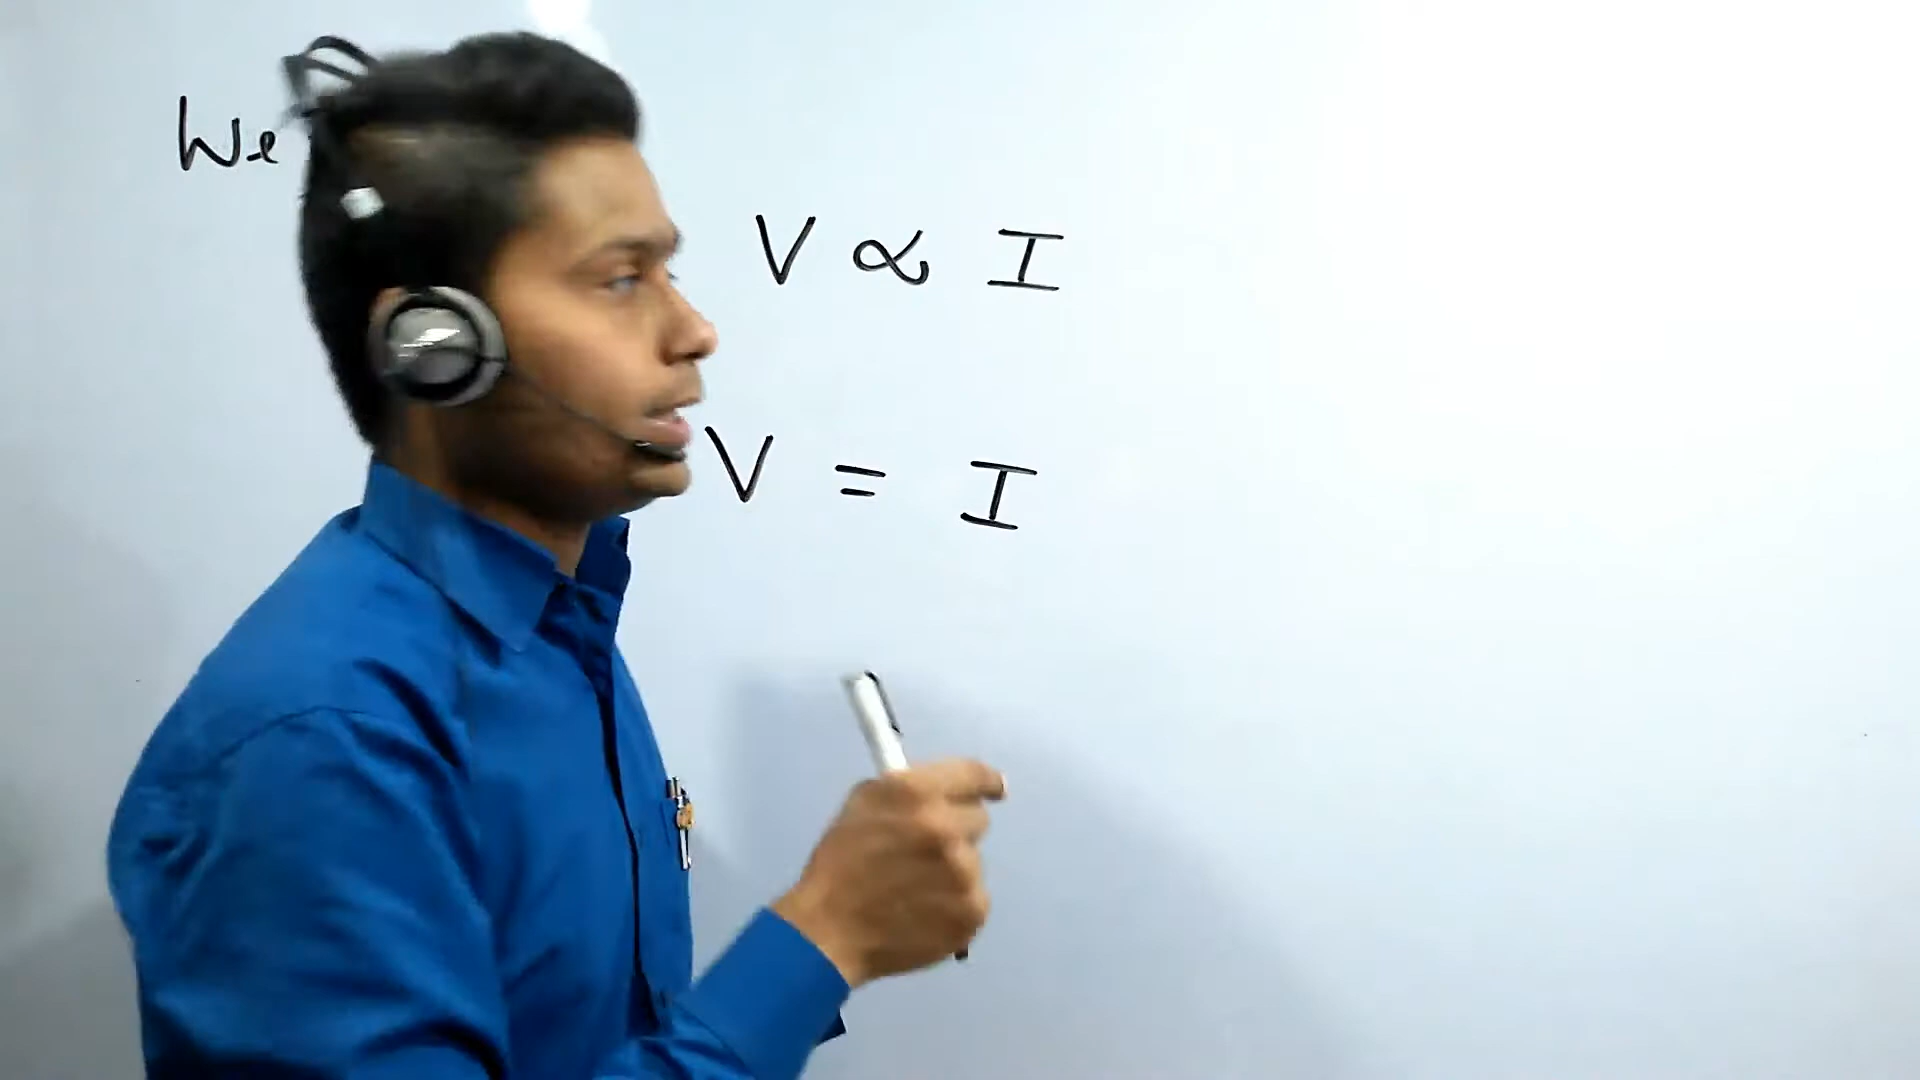 We
V ∝ I
V = I